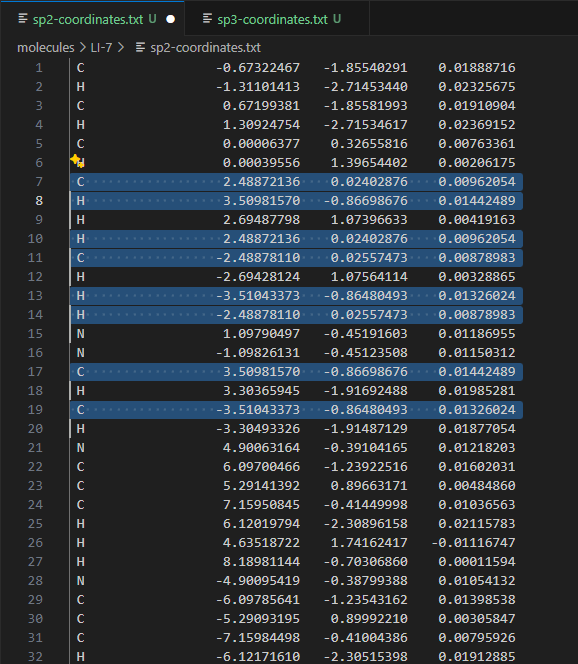 sp2-coordinates.txt U sp3-coordinates.txt U
molecules > LI-7 > sp2-coordinates.txt
1 C -0.67322467 -1.85540291 0.01888716
2 H -1.31101413 -2.71453440 0.02325675
3 C 0.67199381 -1.85581993 0.01910904
4 H 1.30924754 -2.71534617 0.02369152
5 C 0.00006377 0.32655816 0.00763361
6 H 0.00039556 1.39654402 0.00206175
7 C 2.48872136 0.02402876 0.00962054
8 H 3.50981570 -0.86698676 0.01442489
9 H 2.69487798 1.07396633 0.00419163
10 H 2.48872136 0.02402876 0.00962054
11 C -2.48878110 0.02557473 0.00878983
12 H -2.69428124 1.07564114 0.00328865
13 H -3.51043373 -0.86480493 0.01326024
14 H -2.48878110 0.02557473 0.00878983
15 N 1.09790497 -0.45191603 0.01186955
16 N -1.09826131 -0.45123508 0.01150312
17 C 3.50981570 -0.86698676 0.01442489
18 H 3.30365945 -1.91692488 0.01985281
19 C -3.51043373 -0.86480493 0.01326024
20 H -3.30493326 -1.91487129 0.01877054
21 N 4.90063164 -0.39104165 0.01218203
22 C 6.09700466 -1.23922516 0.01602031
23 C 5.29141392 0.89663171 0.00484860
24 C 7.15950845 -0.41449998 0.01036563
25 H 6.12019794 -2.30896158 0.02115783
26 H 4.63518722 1.74162417 -0.01116747
27 H 8.18981144 -0.70306860 0.00011594
28 N -4.90095419 -0.38799388 0.01054132
29 C -6.09785641 -1.23543162 0.01398538
30 C -5.29093195 0.89992210 0.00305847
31 C -7.15984498 -0.41004386 0.00795926
32 H -6.12171610 -2.30515398 0.01912885